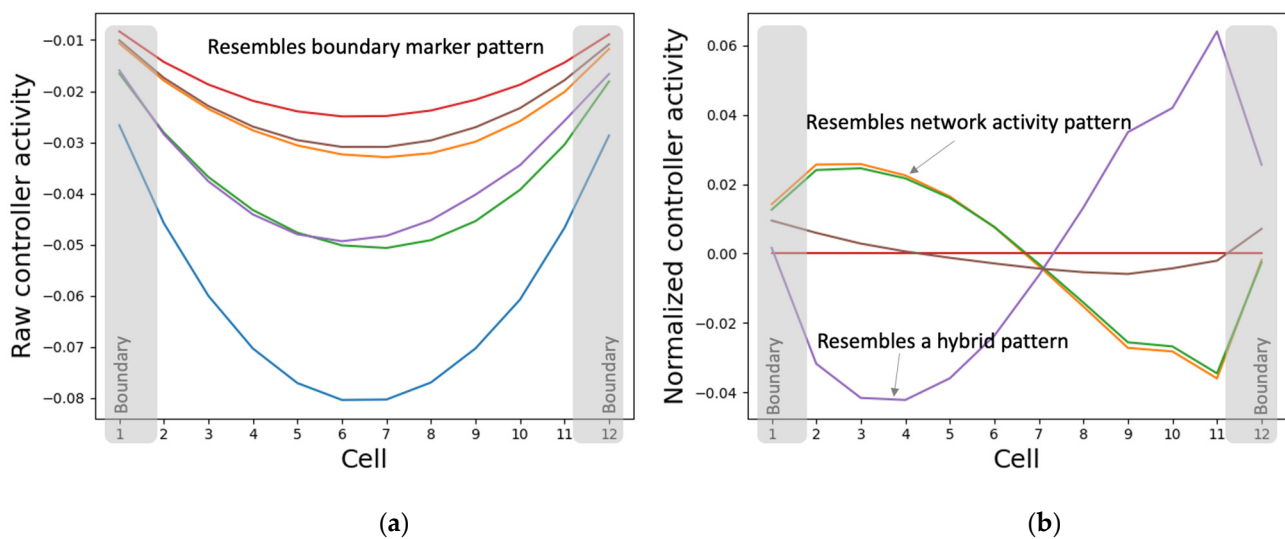 Resembles boundary marker pattern
Raw controller activity
−0.01
−0.02
−0.03
−0.04
−0.05
−0.06
−0.07
−0.08
Boundary
Boundary
1 2 3 4 5 6 7 8 9 10 11 12
Cell
(a)
Normalized controller activity
0.06
0.04
0.02
0.00
−0.02
−0.04
Resembles network activity pattern
Resembles a hybrid pattern
Boundary
Boundary
1 2 3 4 5 6 7 8 9 10 11 12
Cell
(b)